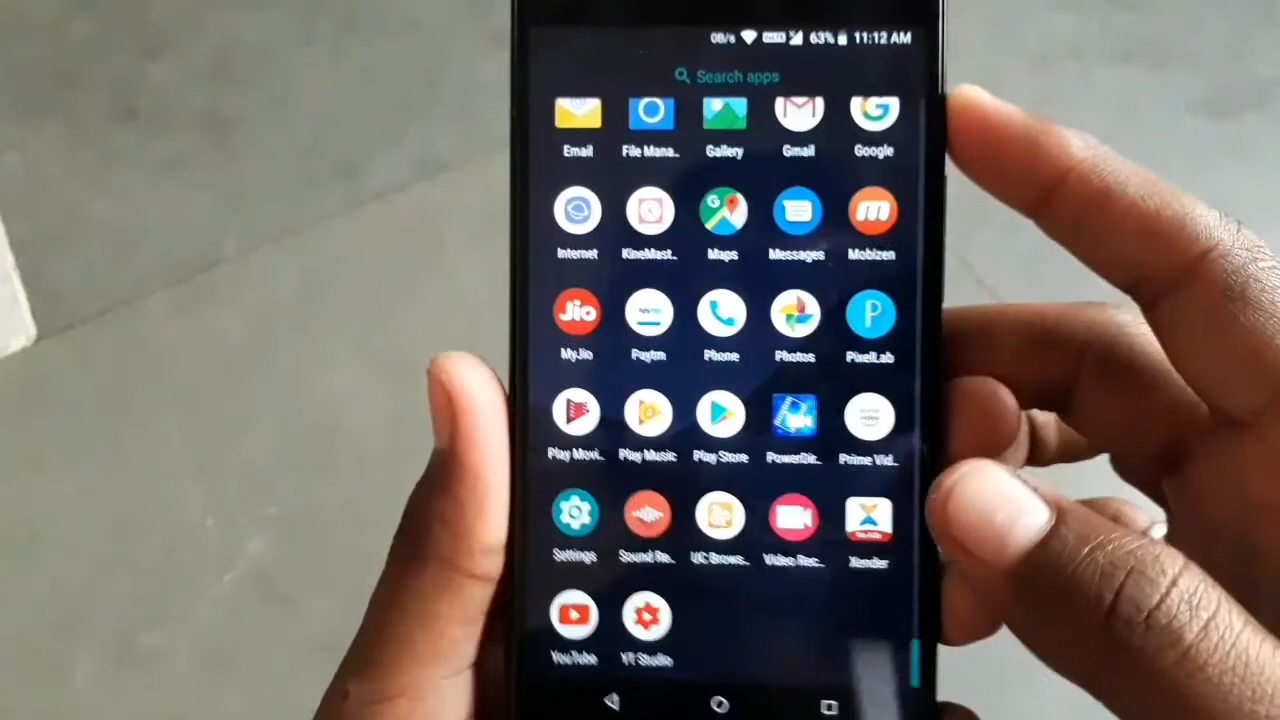 0B/s VoLTE 63% 11:12 AM
Search apps
Email File Mana.. Gallery Gmail Google
Internet KineMast.. Maps Messages Mobizen
Jio
MyJio Paytm Phone Photos PixelLab
Play Movi.. Play Music Play Store PowerDir.. Prime Vid..
Settings Sound Re.. UC Brows.. Video Rec.. Xender
YouTube YT Studio